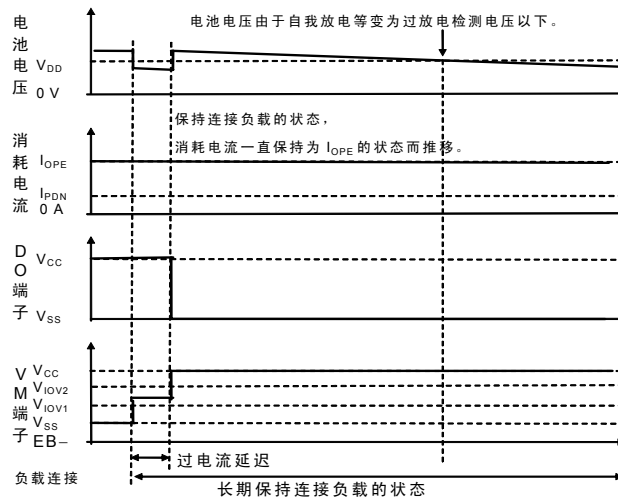 电池电压由于自我放电等变为过放电检测电压以下。
电池电压
VDD
0 V
保持连接负载的状态，
消耗电流一直保持为 IOPE 的状态而推移。
消耗电流
IOPE
IPDN
0 A
DO端子
VCC
VSS
VM端子
VCC
VIOV2
VIOV1
VSS
EB−
过电流延迟
负载连接
长期保持连接负载的状态